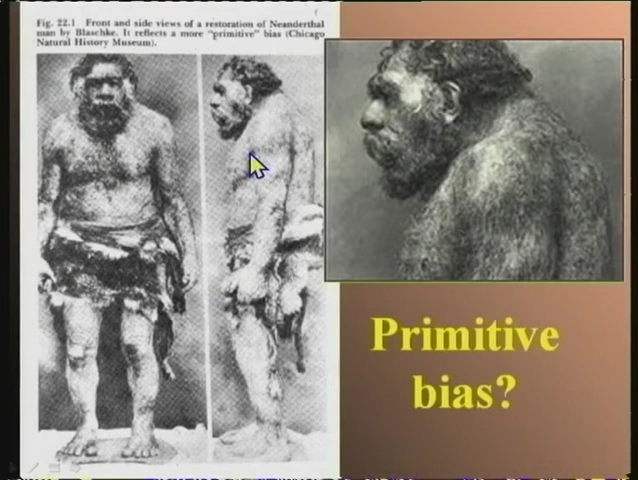 Fig. 22.1 Front and side views of a restoration of Neanderthal
man by Blaschke. It reflects a more "primitive" bias (Chicago
Natural History Museum).
Primitive
bias?